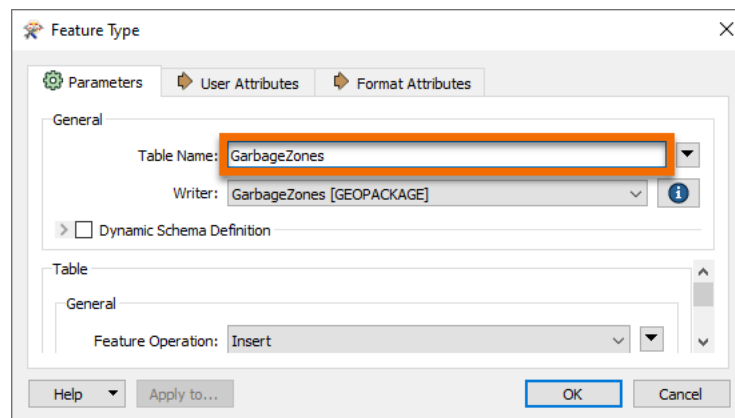 Feature Type
Parameters User Attributes Format Attributes
General
Table Name: GarbageZones
Writer: GarbageZones [GEOPACKAGE]
Dynamic Schema Definition
Table
General
Feature Operation: Insert
Help Apply to... OK Cancel